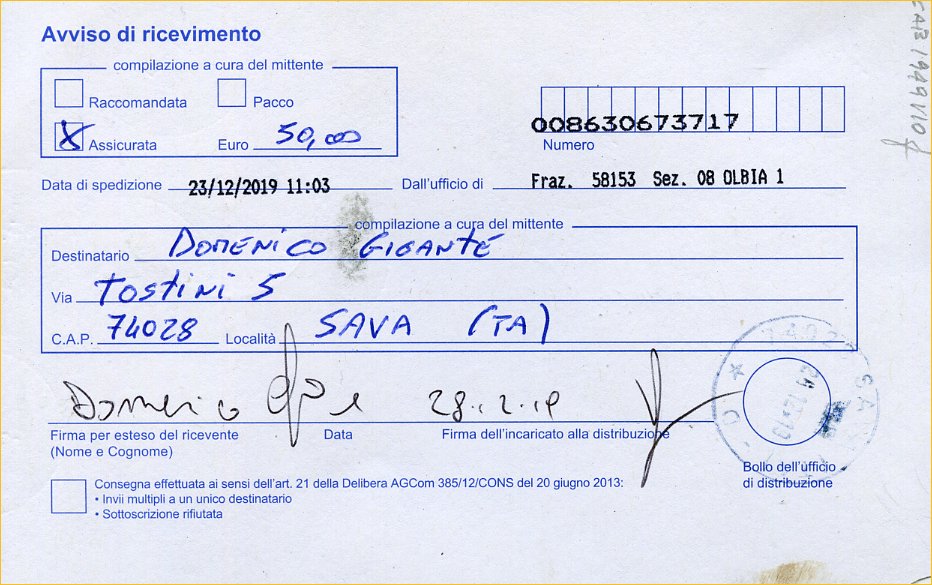 Avviso di ricevimento
compilazione a cura del mittente
Raccomandata Pacco
X Assicurata Euro 50,00
008630673717
Numero
Data di spedizione 23/12/2019 11:03 Dall'ufficio di Fraz. 58153 Sez. 08 OLBIA 1
compilazione a cura del mittente
Destinatario DOMENICO GIGANTE
Via TOSTINI 5
C.A.P. 74028 Località SAVA (TA)
Domenico 28.12.19
Firma per esteso del ricevente Data Firma dell'incaricato alla distribuzione
(Nome e Cognome)
Bollo dell'ufficio
di distribuzione
Consegna effettuata ai sensi dell'art. 21 della Delibera AGCom 385/12/CONS del 20 giugno 2013:
• Invii multipli a un unico destinatario
• Sottoscrizione rifiutata